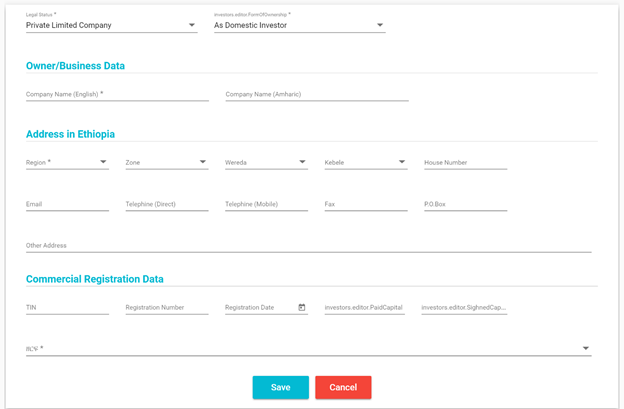 Legal Status * investors.editor.FormOfOwnership *
Private Limited Company As Domestic Investor
Owner/Business Data
Company Name (English) * Company Name (Amharic)
Address in Ethiopia
Region * Zone Wereda Kebele House Number
Email Telephine (Direct) Telephine (Mobile) Fax P.O.Box
Other Address
Commercial Registration Data
TIN Registration Number Registration Date investors.editor.PaidCapital investors.editor.SighnedCap...
ዘርፍ *
Save Cancel